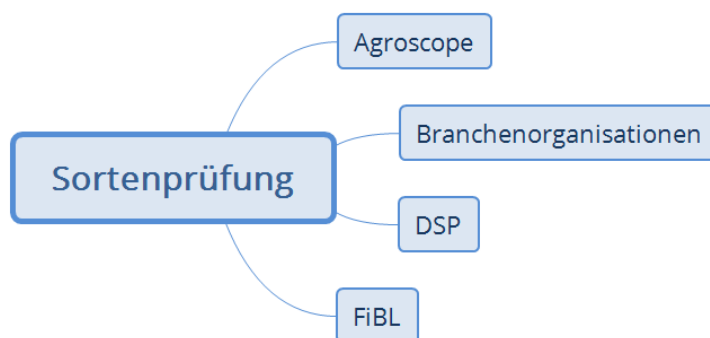 Agroscope
Branchenorganisationen
Sortenprüfung
DSP
FiBL